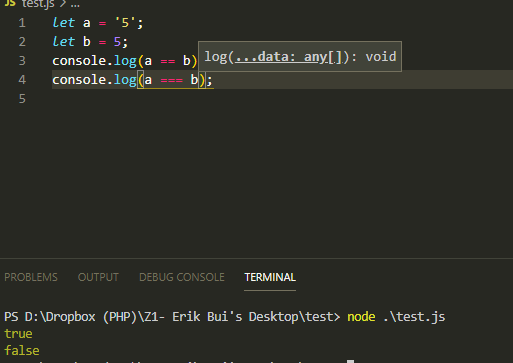 JS test.js > ...
1 let a = '5';
2 let b = 5;
3 console.log(a == b)
log(...data: any[]): void
4 console.log(a === b);
5
PROBLEMS OUTPUT DEBUG CONSOLE TERMINAL
PS D:\Dropbox (PHP)\Z1- Erik Bui's Desktop\test> node .\test.js
true
false